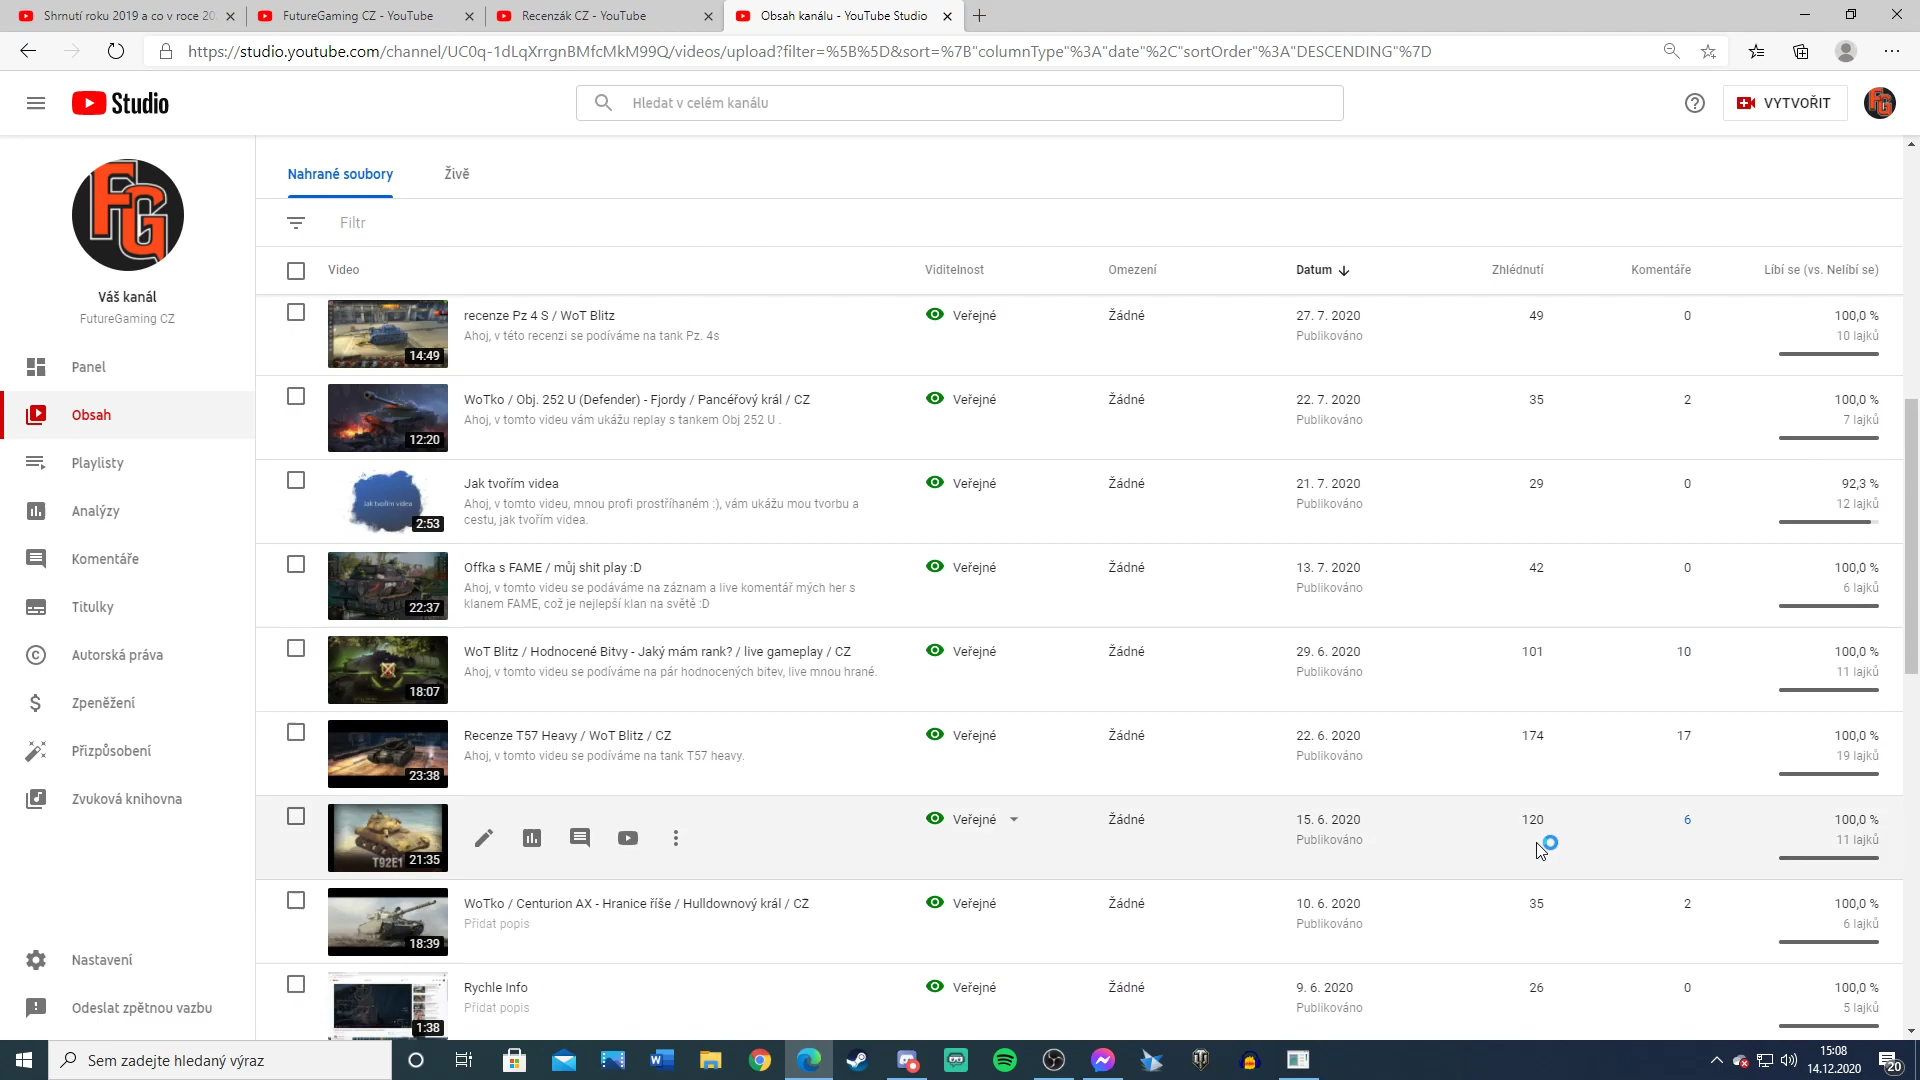 Shrnutí roku 2019 a co v roce 20
FutureGaming CZ - YouTube
Recenzák CZ - YouTube
Obsah kanálu - YouTube Studio
https://studio.youtube.com/channel/UC0q-1dLqXrrgnBMfcMkM99Q/videos/upload?filter=%5B%5D&sort=%7B"columnType"%3A"date"%2C"sortOrder"%3A"DESCENDING"%7D
Studio
Hledat v celém kanálu
VYTVOŘIT
FG
FG
Váš kanál
FutureGaming CZ
Panel
Obsah
Playlisty
Analýzy
Komentáře
Titulky
Autorská práva
Zpeněžení
Přizpůsobení
Zvuková knihovna
Nastavení
Odeslat zpětnou vazbu
Nahrané soubory
Živě
Filtr
Video
Viditelnost
Omezení
Datum
Zhlédnutí
Komentáře
Líbí se (vs. Nelíbí se)
14:49
recenze Pz 4 S / WoT Blitz
Ahoj, v této recenzi se podíváme na tank Pz. 4s
Veřejné
Žádné
27. 7. 2020
Publikováno
49
0
100,0 %
10 lajků
12:20
WoTko / Obj. 252 U (Defender) - Fjordy / Pancéřový král / CZ
Ahoj, v tomto videu vám ukážu replay s tankem Obj 252 U .
Veřejné
Žádné
22. 7. 2020
Publikováno
35
2
100,0 %
7 lajků
Jak tvořím videa
2:53
Jak tvořím videa
Ahoj, v tomto videu, mnou profi prostříhaném :), vám ukážu mou tvorbu a
cestu, jak tvořím videa.
Veřejné
Žádné
21. 7. 2020
Publikováno
29
0
92,3 %
12 lajků
22:37
Offka s FAME / můj shit play :D
Ahoj, v tomto videu se podáváme na záznam a live komentář mých her s
klanem FAME, což je nejlepší klan na světě :D
Veřejné
Žádné
13. 7. 2020
Publikováno
42
0
100,0 %
6 lajků
18:07
WoT Blitz / Hodnocené Bitvy - Jaký mám rank? / live gameplay / CZ
Ahoj, v tomto videu se podíváme na pár hodnocených bitev, live mnou hrané.
Veřejné
Žádné
29. 6. 2020
Publikováno
101
10
100,0 %
11 lajků
23:38
Recenze T57 Heavy / WoT Blitz / CZ
Ahoj, v tomto videu se podíváme na tank T57 heavy.
Veřejné
Žádné
22. 6. 2020
Publikováno
174
17
100,0 %
19 lajků
T92E1
21:35
Veřejné
Žádné
15. 6. 2020
Publikováno
120
6
100,0 %
11 lajků
18:39
WoTko / Centurion AX - Hranice říše / Hulldownový král / CZ
Přidat popis
Veřejné
Žádné
10. 6. 2020
Publikováno
35
2
100,0 %
6 lajků
1:38
Rychle Info
Přidat popis
Veřejné
Žádné
9. 6. 2020
Publikováno
26
0
100,0 %
5 lajků
Sem zadejte hledaný výraz
15:08
14.12.2020
20